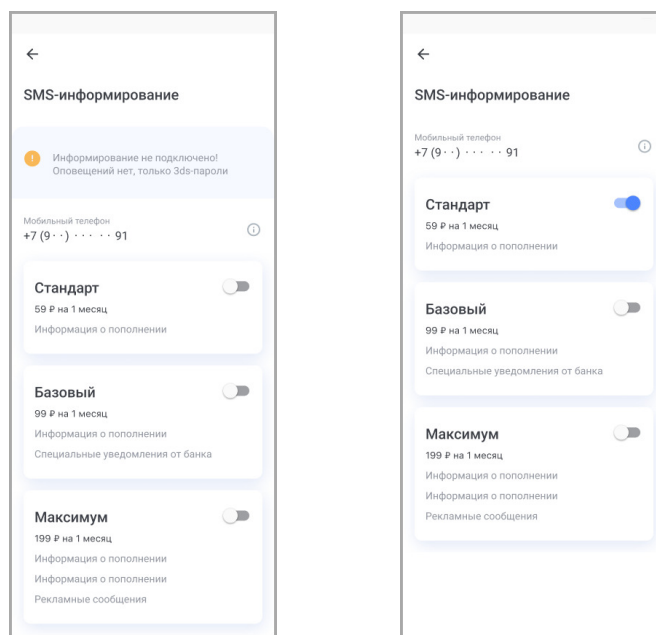 SMS-информирование
Информирование не подключено!
Оповещений нет, только 3ds-пароли
Мобильный телефон
+7 (9··) ··· ·· 91
Стандарт
59 ₽ на 1 месяц
Информация о пополнении
Базовый
99 ₽ на 1 месяц
Информация о пополнении
Специальные уведомления от банка
Максимум
199 ₽ на 1 месяц
Информация о пополнении
Информация о пополнении
Рекламные сообщения
SMS-информирование
Мобильный телефон
+7 (9··) ··· ·· 91
Стандарт
59 ₽ на 1 месяц
Информация о пополнении
Базовый
99 ₽ на 1 месяц
Информация о пополнении
Специальные уведомления от банка
Максимум
199 ₽ на 1 месяц
Информация о пополнении
Информация о пополнении
Рекламные сообщения